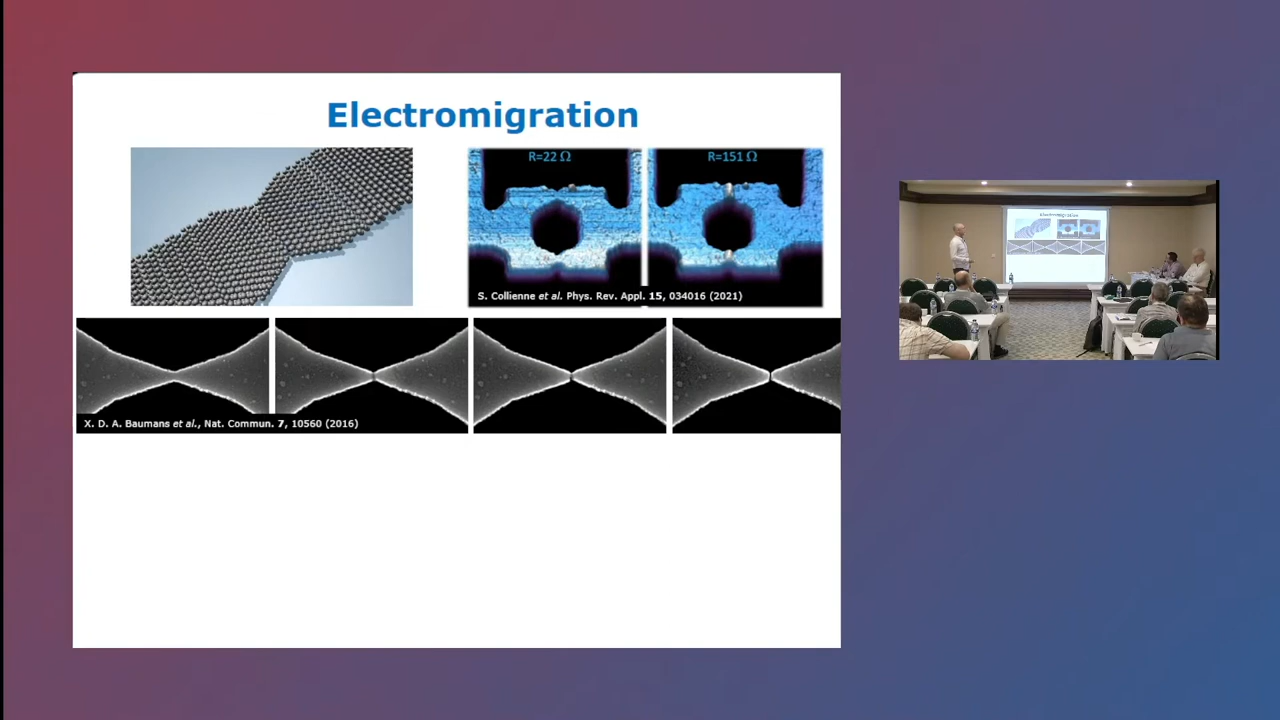 Electromigration
R=22 Ω
R=151 Ω
S. Collienne et al. Phys. Rev. Appl. 15, 034016 (2021)
X. D. A. Baumans et al., Nat. Commun. 7, 10560 (2016)
Electromigration